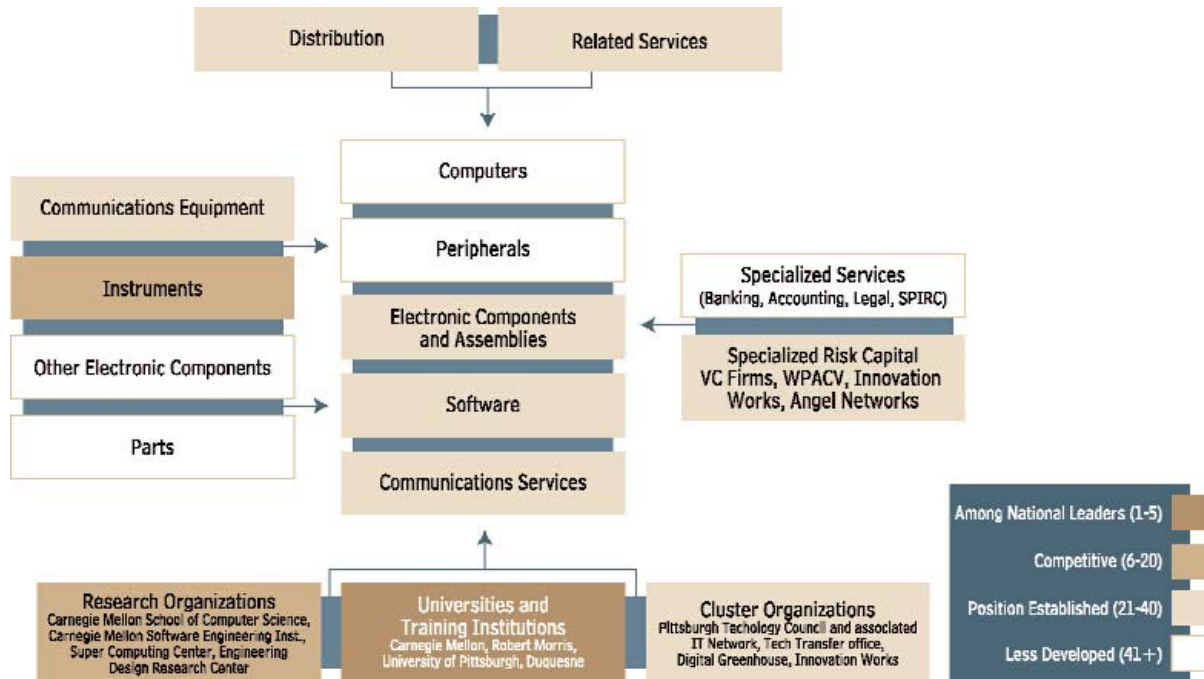 Distribution
Related Services
Computers
Communications Equipment
Peripherals
Instruments
Specialized Services
(Banking, Accounting, Legal, SPIRC)
Electronic Components
and Assemblies
Other Electronic Components
Specialized Risk Capital
VC Firms, WPACV, Innovation
Works, Angel Networks
Software
Parts
Communications Services
Among National Leaders (1-5)
Competitive (6-20)
Position Established (21-40)
Less Developed (41+)
Research Organizations
Carnegie Mellon School of Computer Science,
Carnegie Mellon Software Engineering Inst.,
Super Computing Center, Engineering
Design Research Center
Universities and
Training Institutions
Carnegie Mellon, Robert Morris,
University of Pittsburgh, Duquesne
Cluster Organizations
Pittsburgh Techology Council and associated
IT Network, Tech Transfer office,
Digital Greenhouse, Innovation Works